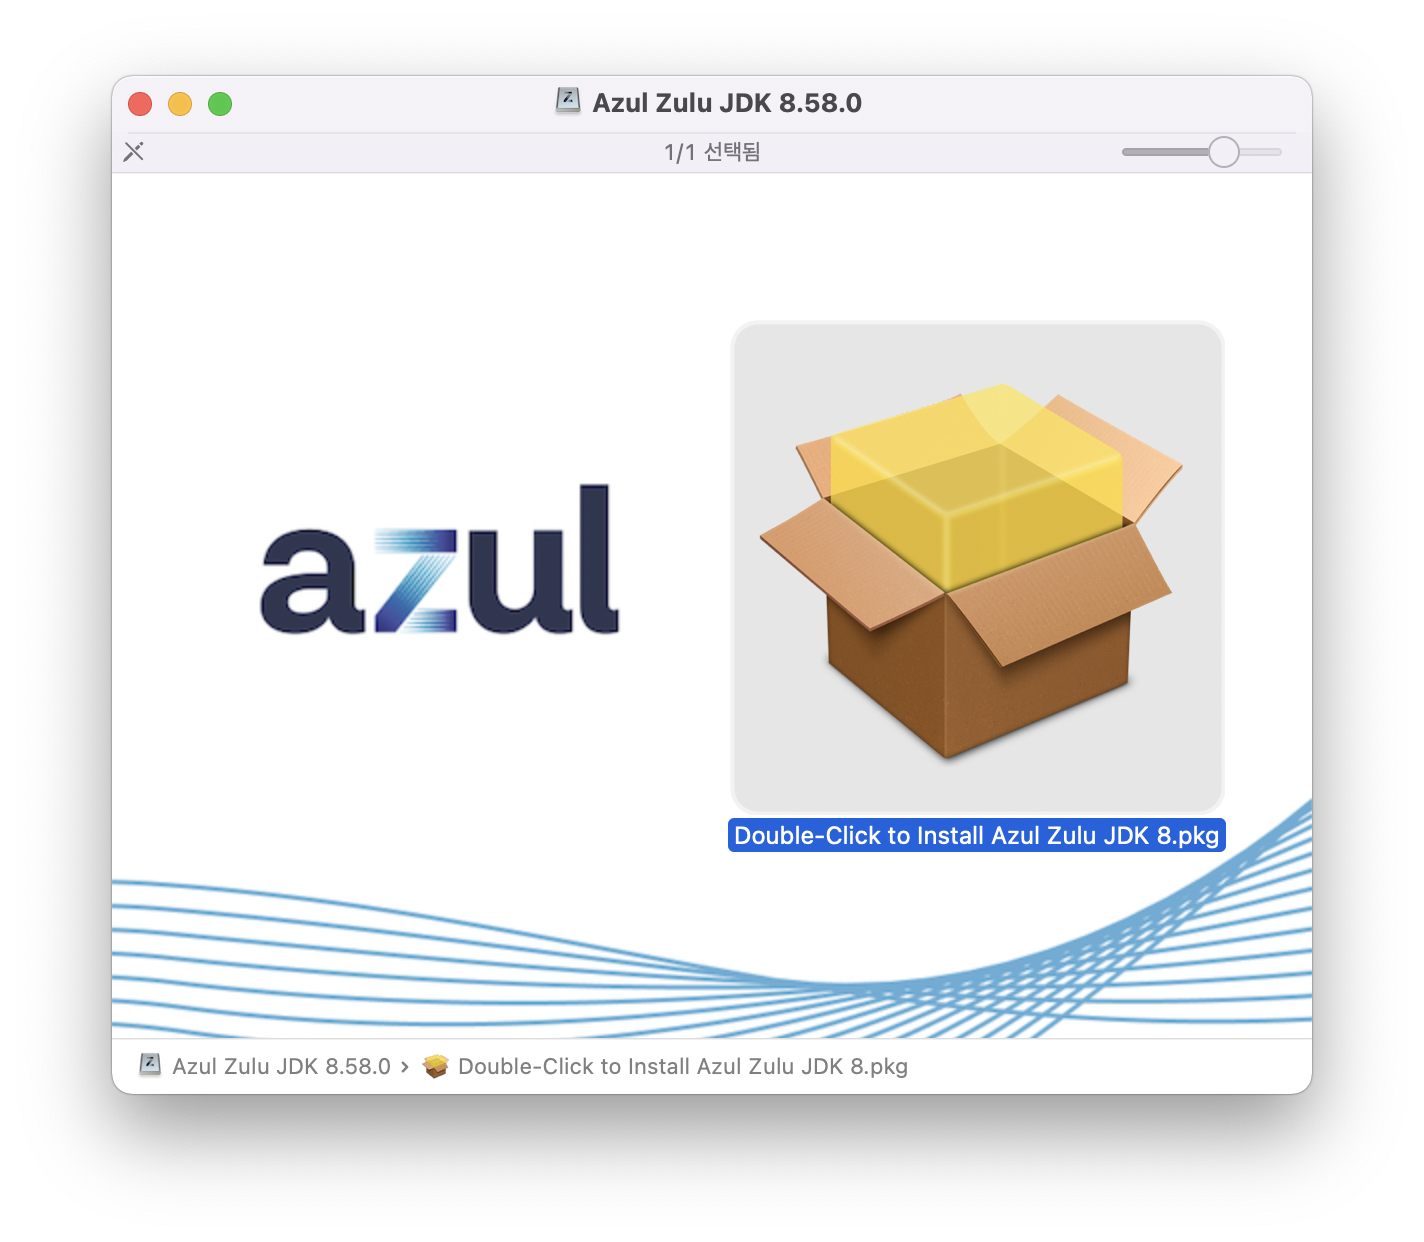 Azul Zulu JDK 8.58.0
1/1 선택됨
azul
Double-Click to Install Azul Zulu JDK 8.pkg
Azul Zulu JDK 8.58.0 › Double-Click to Install Azul Zulu JDK 8.pkg